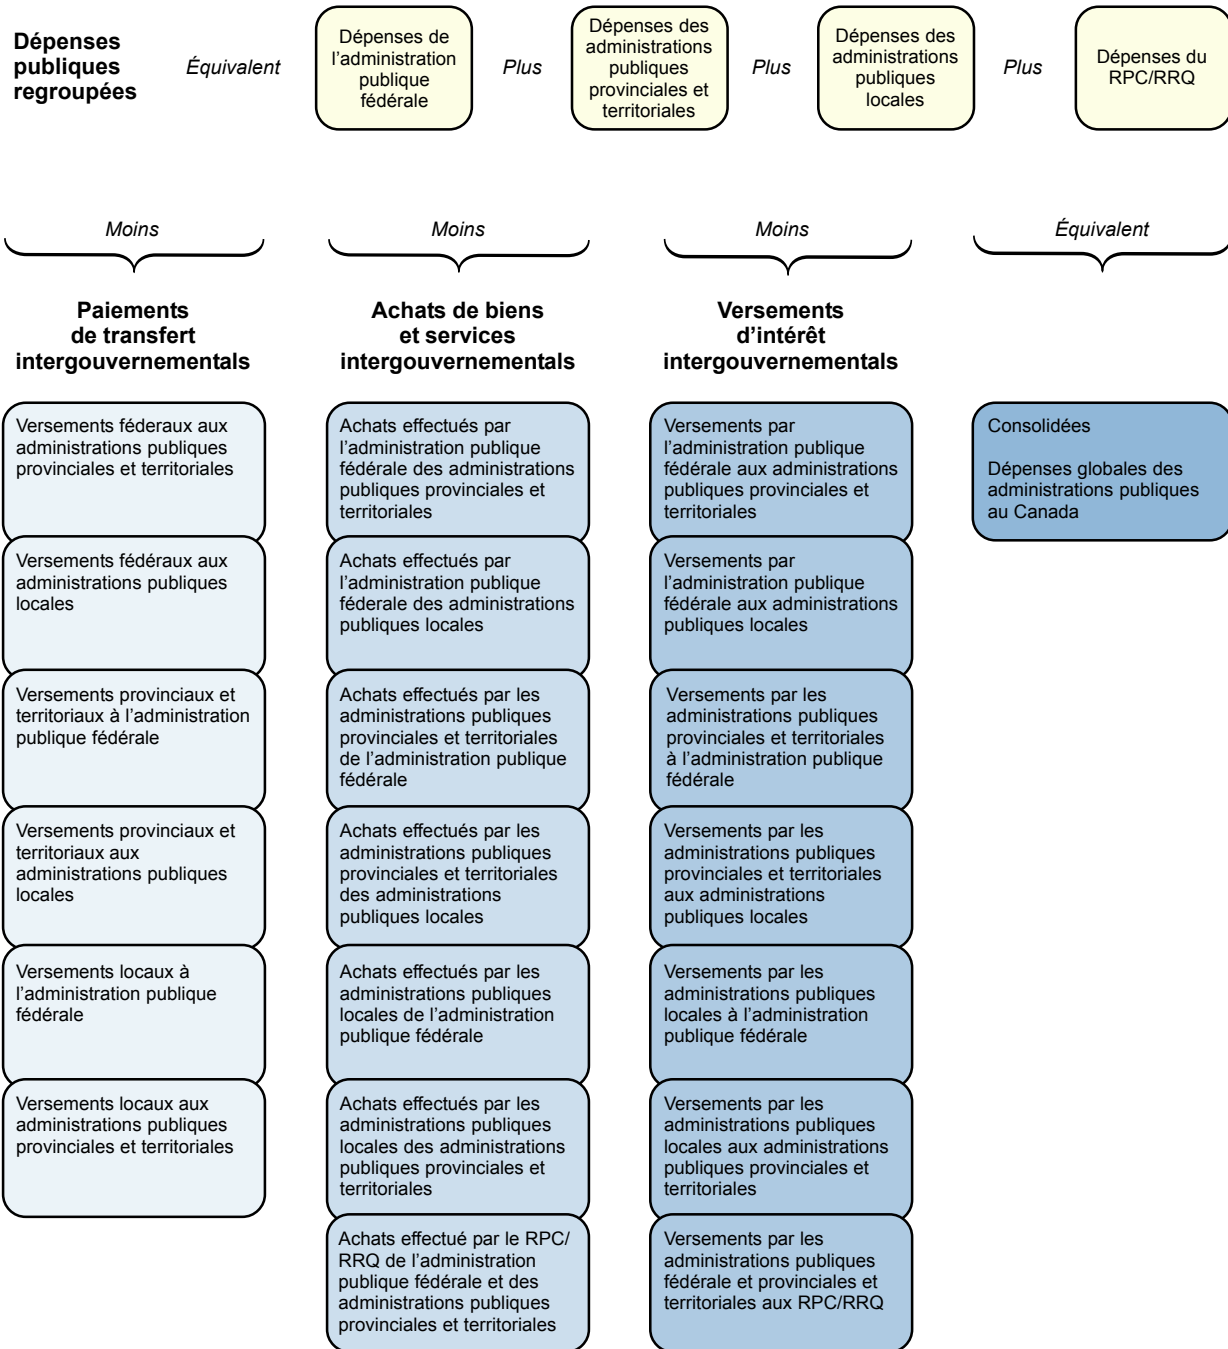 Dépenses
publiques
regroupées
Équivalent
Dépenses de
l’administration
publique
fédérale
Plus
Dépenses des
administrations
publiques
provinciales et
territoriales
Plus
Dépenses des
administrations
publiques
locales
Plus
Dépenses du
RPC/RRQ
Moins
Paiements
de transfert
intergouvernementals
Versements féderaux aux
administrations publiques
provinciales et territoriales
Versements fédéraux aux
administrations publiques
locales
Versements provinciaux et
territoriaux à l’administration
publique fédérale
Versements provinciaux et
territoriaux aux
administrations publiques
locales
Versements locaux à
l’administration publique
fédérale
Versements locaux aux
administrations publiques
provinciales et territoriales
Moins
Achats de biens
et services
intergouvernementals
Achats effectués par
l’administration publique
fédérale des administrations
publiques provinciales et
territoriales
Achats effectués par
l’administration publique
féderale des administrations
publiques locales
Achats effectués par les
administrations publiques
provinciales et territoriales
de l’administration publique
fédérale
Achats effectués par les
administrations publiques
provinciales et territoriales
des administrations
publiques locales
Achats effectués par les
administrations publiques
locales de l’administration
publique fédérale
Achats effectués par les
administrations publiques
locales des administrations
publiques provinciales et
territoriales
Achats effectué par le RPC/
RRQ de l’administration
publique fédérale et des
administrations publiques
provinciales et territoriales
Moins
Versements
d’intérêt
intergouvernementals
Versements par
l’administration publique
fédérale aux administrations
publiques provinciales et
territoriales
Versements par
l’administration publique
fédérale aux administrations
publiques locales
Versements par les
administrations publiques
provinciales et territoriales
à l’administration publique
fédérale
Versements par les
administrations publiques
provinciales et territoriales
aux administrations
publiques locales
Versements par les
administrations publiques
locales à l’administration
publique fédérale
Versements par les
administrations publiques
locales aux administrations
publiques provinciales et
territoriales
Versements par les
administrations publiques
fédérale et provinciales et
territoriales aux RPC/RRQ
Équivalent
Consolidées
Dépenses globales des
administrations publiques
au Canada